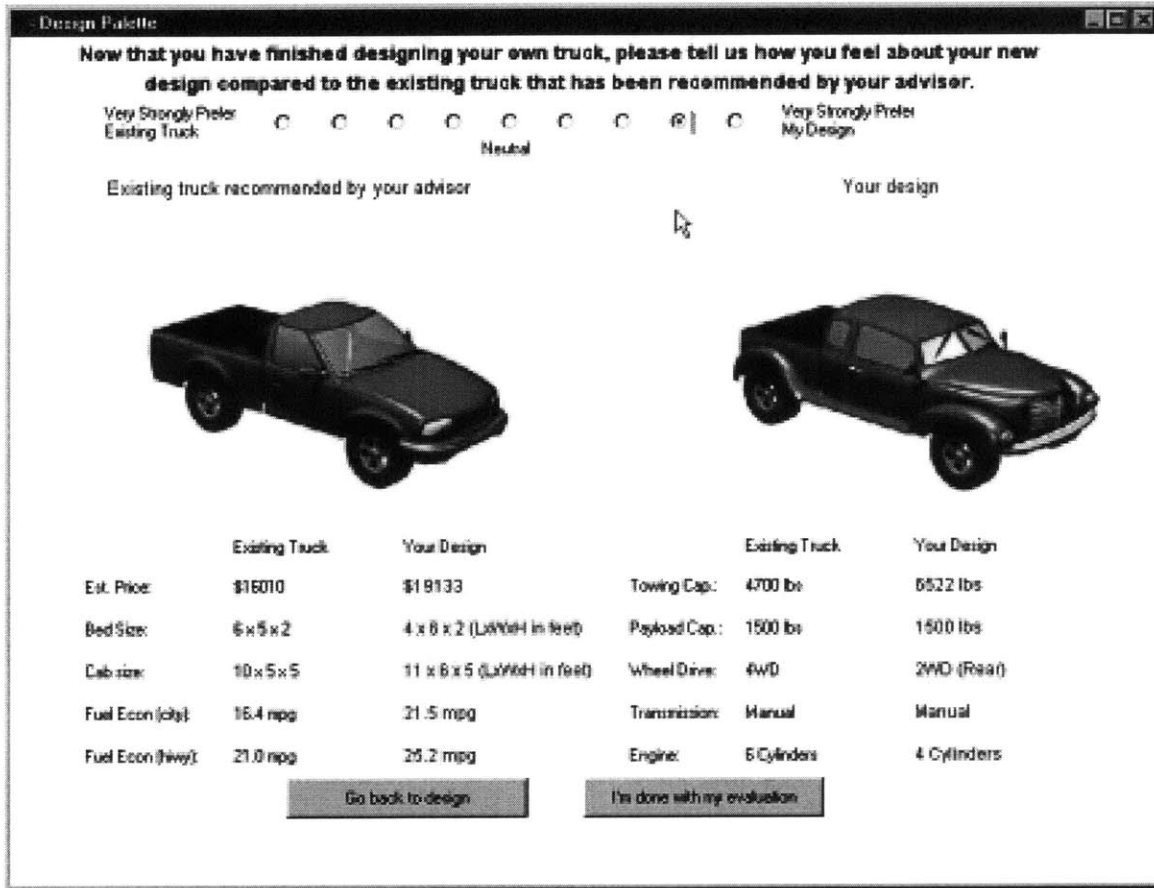 Design Palette
Now that you have finished designing your own truck, please tell us how you feel about your new
design compared to the existing truck that has been recommended by your advisor.
Very Strongly Prefer
Existing Truck
Neutral
Very Strongly Prefer
My Design
Existing truck recommended by your advisor
Your design
Existing Truck Your Design Existing Truck Your Design
Est. Price: $16010 $19133 Towing Cap.: 4700 lbs lbs
Bed Size: 6 x 5 x 2 4 x 6 x 2 (LxWxH in feet) Payload Cap.: 1500 lbs 1500 lbs
Cab size: 10 x 5 x 5 11 x 6 x 5 (LxWxH in feet) Wheel Drive: 4WD 2WD (Rear)
Fuel Econ (city): 16.4 mpg 21.5 mpg Transmission: Manual Manual
Fuel Econ (hiwy): 21.0 mpg mpg Engine: 6 Cylinders 4 Cylinders
Go back to design
I'm done with my evaluation